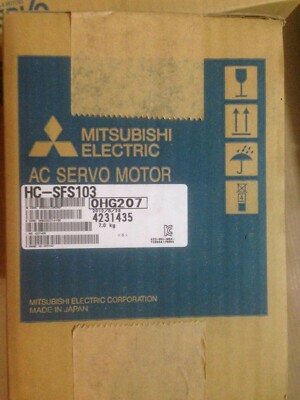 MITSUBISHI
ELECTRIC
AC SERVO MOTOR
HC-SFS103
0HG207
4231435
7.0 kg
MITSUBISHI ELECTRIC CORPORATION
MADE IN JAPAN